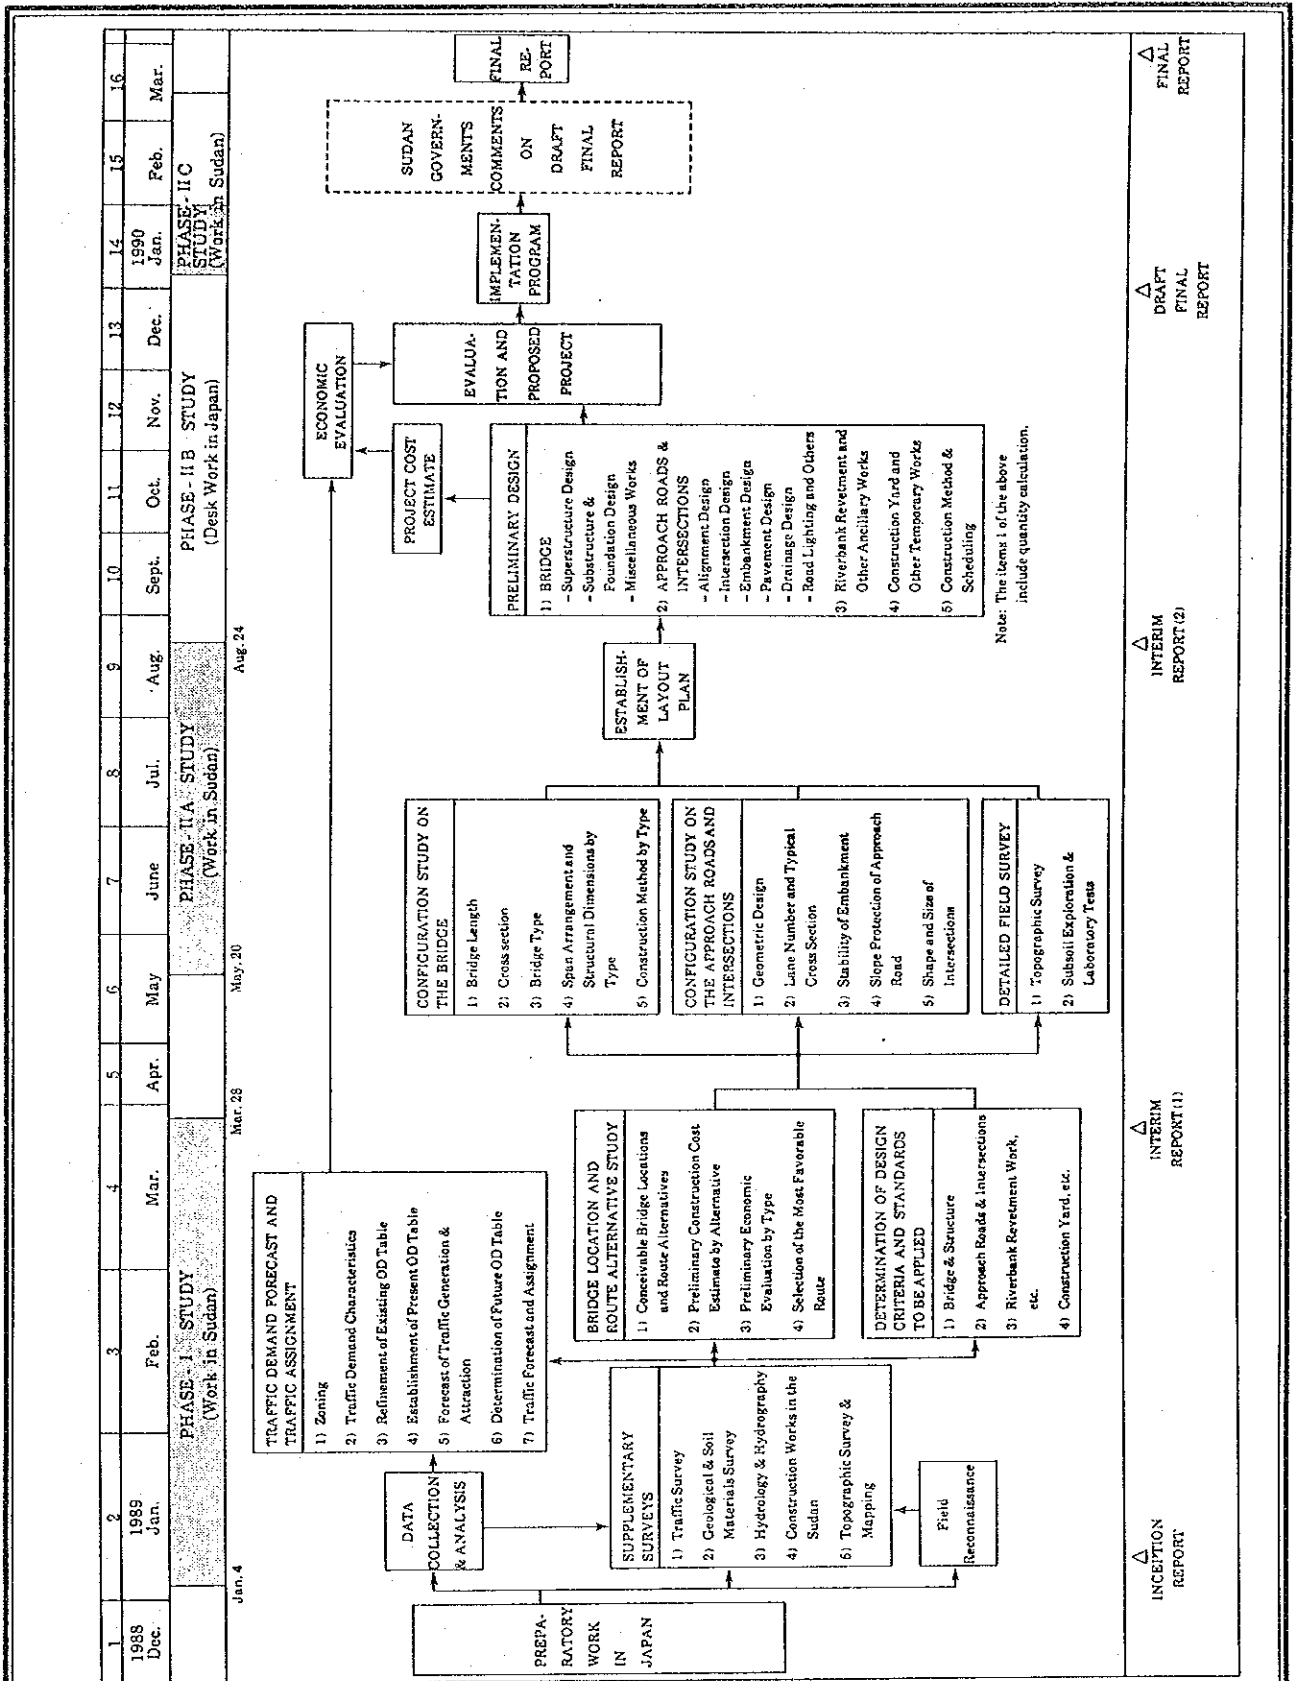 1 2 3 4 5 6 7 8 9 10 11 12 13 14 15 16
1988 1989 1990
Dec. Jan. Feb. Mar. Apr. May June Jul. Aug. Sept. Oct. Nov. Dec. Jan. Feb. Mar.
PHASE-I STUDY
(Work in Sudan)
PHASE-II A STUDY
(Work in Sudan)
PHASE-II B STUDY
(Desk Work in Japan)
PHASE-II C
STUDY
(Work in Sudan)
Jan. 4
Mar. 28
May. 20
Aug. 24
PREPA-
RATORY
WORK
IN
JAPAN
DATA
COLLECTION
& ANALYSIS
SUPPLEMENTARY
SURVEYS
1) Traffic Survey
2) Geological & Soil
Materials Survey
3) Hydrology & Hydrography
4) Construction Works in the
Sudan
5) Topographic Survey &
Mapping
Field
Reconnaissance
TRAFFIC DEMAND FORECAST AND
TRAFFIC ASSIGNMENT
1) Zoning
2) Traffic Demand Characteristics
3) Refinement of Existing OD Table
4) Establishment of Present OD Table
5) Forecast of Traffic Generation &
Attraction
6) Determination of Future OD Table
7) Traffic Forecast and Assignment
BRIDGE LOCATION AND
ROUTE ALTERNATIVE STUDY
1) Conceivable Bridge Locations
and Route Alternatives
2) Preliminary Construction Cost
Estimate by Alternative
3) Preliminary Economic
Evaluation by Type
4) Selection of the Most Favorable
Route
DETERMINATION OF DESIGN
CRITERIA AND STANDARDS
TO BE APPLIED
1) Bridge & Structure
2) Approach Roads & Intersections
3) Riverbank Revetment Work,
etc.
4) Construction Yard, etc.
CONFIGURATION STUDY ON
THE BRIDGE
1) Bridge Length
2) Cross section
3) Bridge Type
4) Span Arrangement and
Structural Dimensions by
Type
5) Construction Method by Type
CONFIGURATION STUDY ON
THE APPROACH ROADS AND
INTERSECTIONS
1) Geometric Design
2) Lane Number and Typical
Cross Section
3) Stability of Embankment
4) Slope Protection of Approach
Road
5) Shape and Size of
Intersections
DETAILED FIELD SURVEY
1) Topographic Survey
2) Subsoil Exploration &
Laboratory Tests
ESTABLISH-
MENT OF
LAYOUT
PLAN
PRELIMINARY DESIGN
1) BRIDGE
- Superstructure Design
- Substructure &
Foundation Design
- Miscellaneous Works
2) APPROACH ROADS &
INTERSECTIONS
- Alignment Design
- Intersection Design
- Embankment Design
- Pavement Design
- Drainage Design
- Road Lighting and Others
3) Riverbank Revetment and
Other Ancillary Works
4) Construction Yard and
Other Temporary Works
5) Construction Method &
Scheduling
Note: The items 1 of the above
include quantity calculation.
PROJECT COST
ESTIMATE
ECONOMIC
EVALUATION
EVALUA-
TION AND
PROPOSED
PROJECT
IMPLEMEN-
TATION
PROGRAM
SUDAN
GOVERN-
MENTS
COMMENTS
ON
DRAFT
FINAL
REPORT
FINAL
RE-
PORT
INCEPTION
REPORT
INTERIM
REPORT (1)
INTERIM
REPORT (2)
DRAFT
FINAL
REPORT
FINAL
REPORT